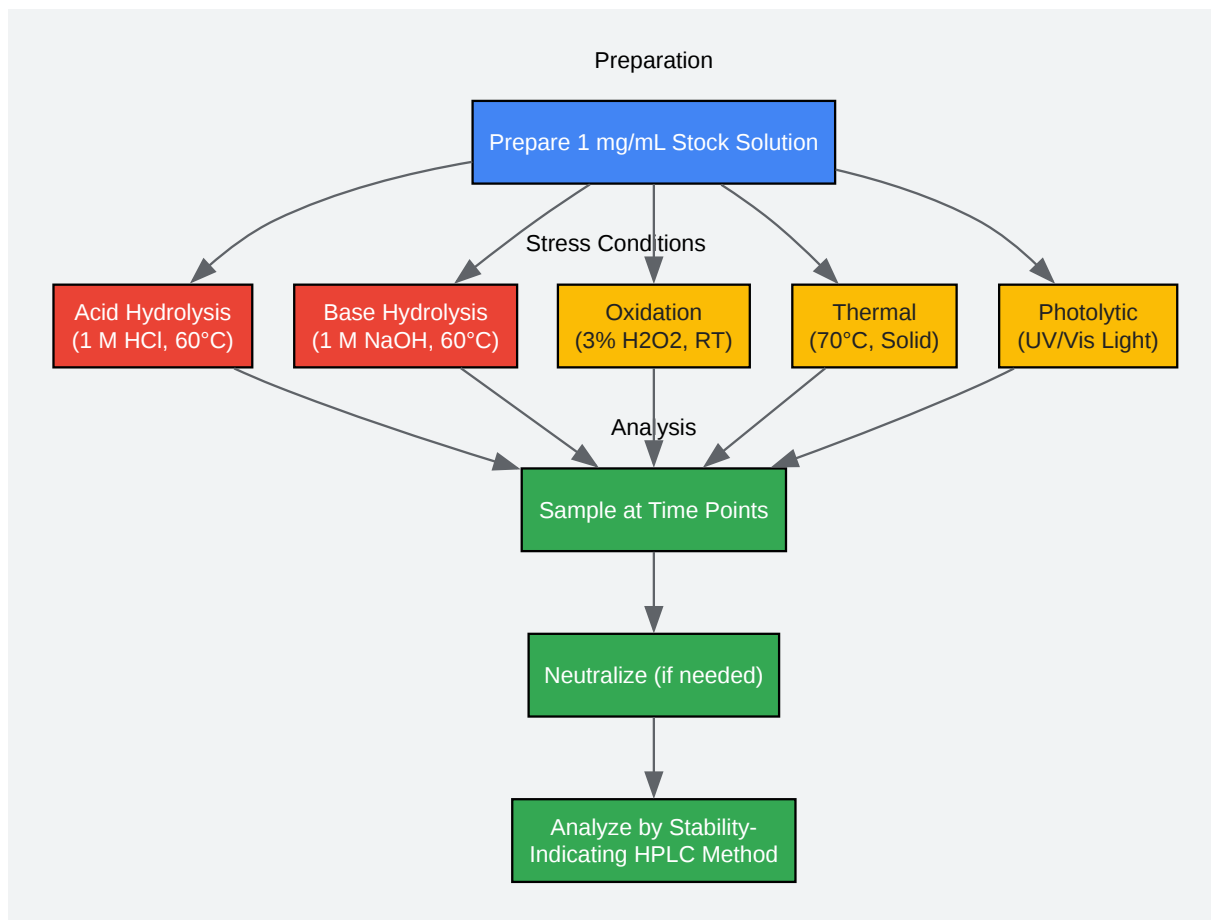 Preparation
Prepare 1 mg/mL Stock Solution
Stress Conditions
Acid Hydrolysis
(1 M HCl, 60°C)
Base Hydrolysis
(1 M NaOH, 60°C)
Oxidation
(3% H2O2, RT)
Thermal
(70°C, Solid)
Photolytic
(UV/Vis Light)
Analysis
Sample at Time Points
Neutralize (if needed)
Analyze by Stability-
Indicating HPLC Method